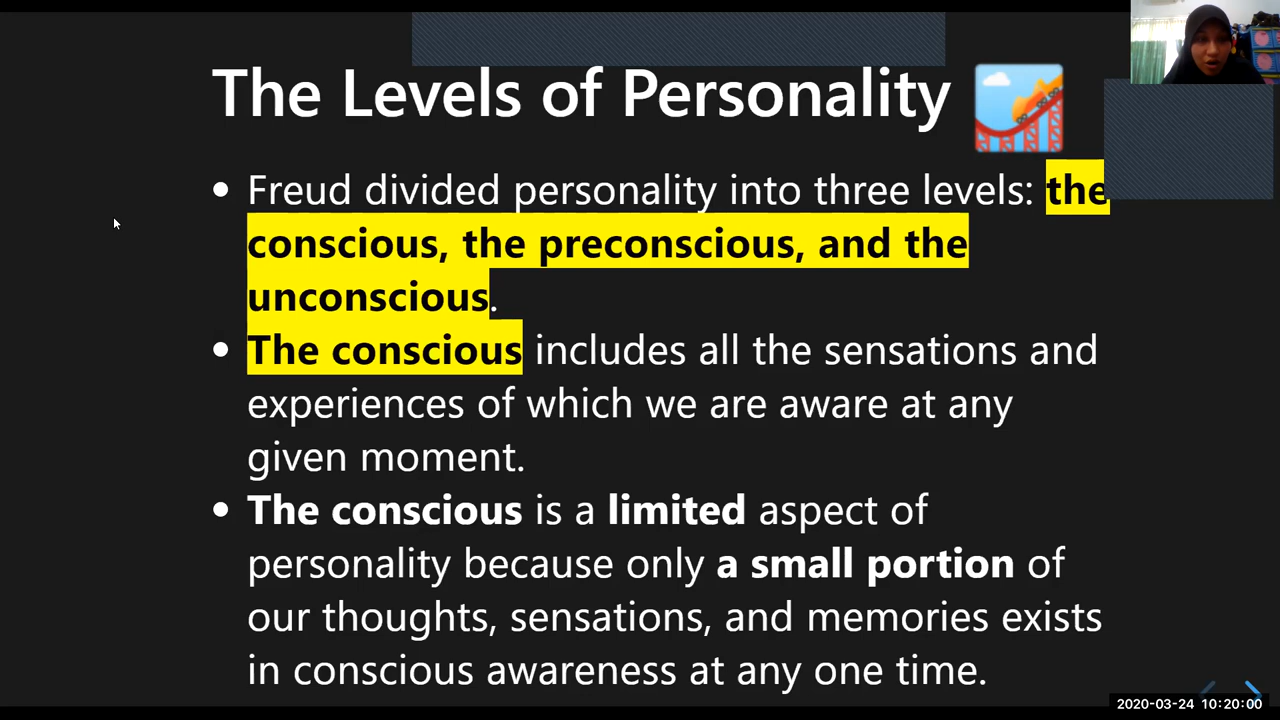 The Levels of Personality
• Freud divided personality into three levels: the
conscious, the preconscious, and the
unconscious.
• The conscious includes all the sensations and
experiences of which we are aware at any
given moment.
• The conscious is a limited aspect of
personality because only a small portion of
our thoughts, sensations, and memories exists
in conscious awareness at any one time.
2020-03-24 10:20:00